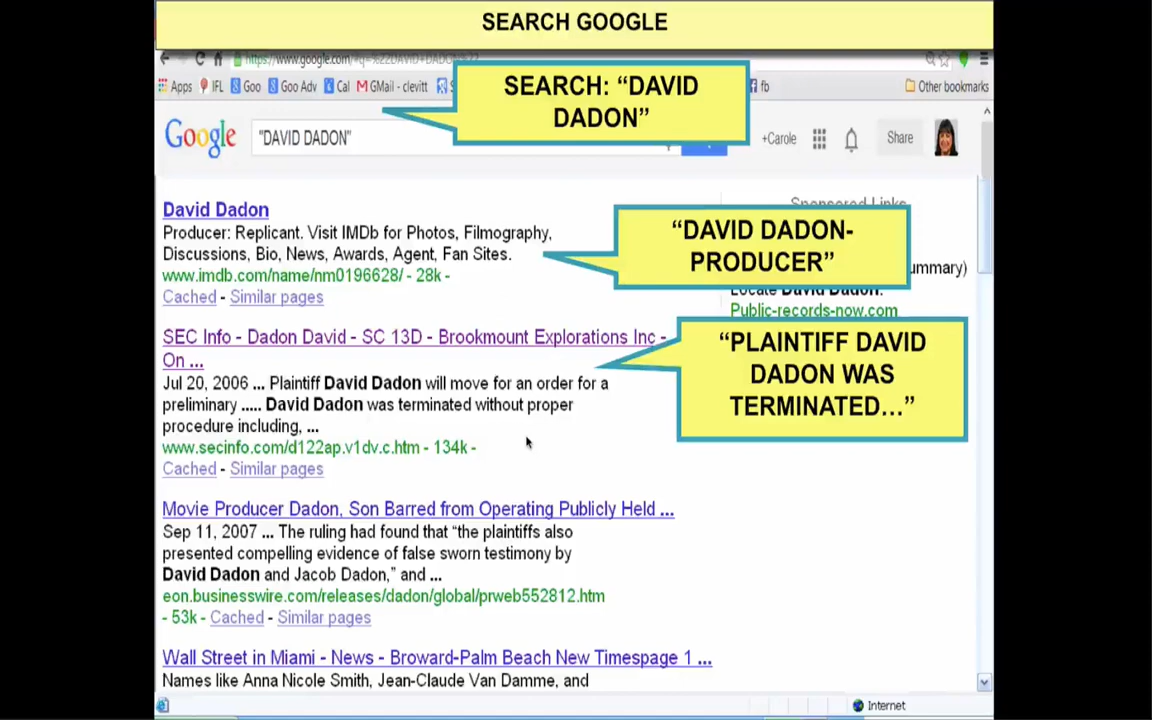 SEARCH GOOGLE
https://www.google.com/
Apps IFL Goo Goo Adv Cal GMail - clevitt
fb Other bookmarks
SEARCH: “DAVID
DADON”
Google "DAVID DADON" +Carole Share
David Dadon
Producer: Replicant. Visit IMDb for Photos, Filmography,
Discussions, Bio, News, Awards, Agent, Fan Sites.
www.imdb.com/name/nm0196628/ - 28k -
Cached - Similar pages
Sponsored Links
“DAVID DADON-
PRODUCER”
ummary)
Locate David Dadon.
Public-records-now.com
SEC Info - Dadon David - SC 13D - Brookmount Explorations Inc -
On ...
Jul 20, 2006 ... Plaintiff David Dadon will move for an order for a
preliminary ..... David Dadon was terminated without proper
procedure including, ...
www.secinfo.com/d122ap.v1dv.c.htm - 134k -
Cached - Similar pages
“PLAINTIFF DAVID
DADON WAS
TERMINATED…”
Movie Producer Dadon, Son Barred from Operating Publicly Held ...
Sep 11, 2007 ... The ruling had found that “the plaintiffs also
presented compelling evidence of false sworn testimony by
David Dadon and Jacob Dadon,” and ...
eon.businesswire.com/releases/dadon/global/prweb552812.htm
- 53k - Cached - Similar pages
Wall Street in Miami - News - Broward-Palm Beach New Timespage 1 ...
Names like Anna Nicole Smith, Jean-Claude Van Damme, and
Internet